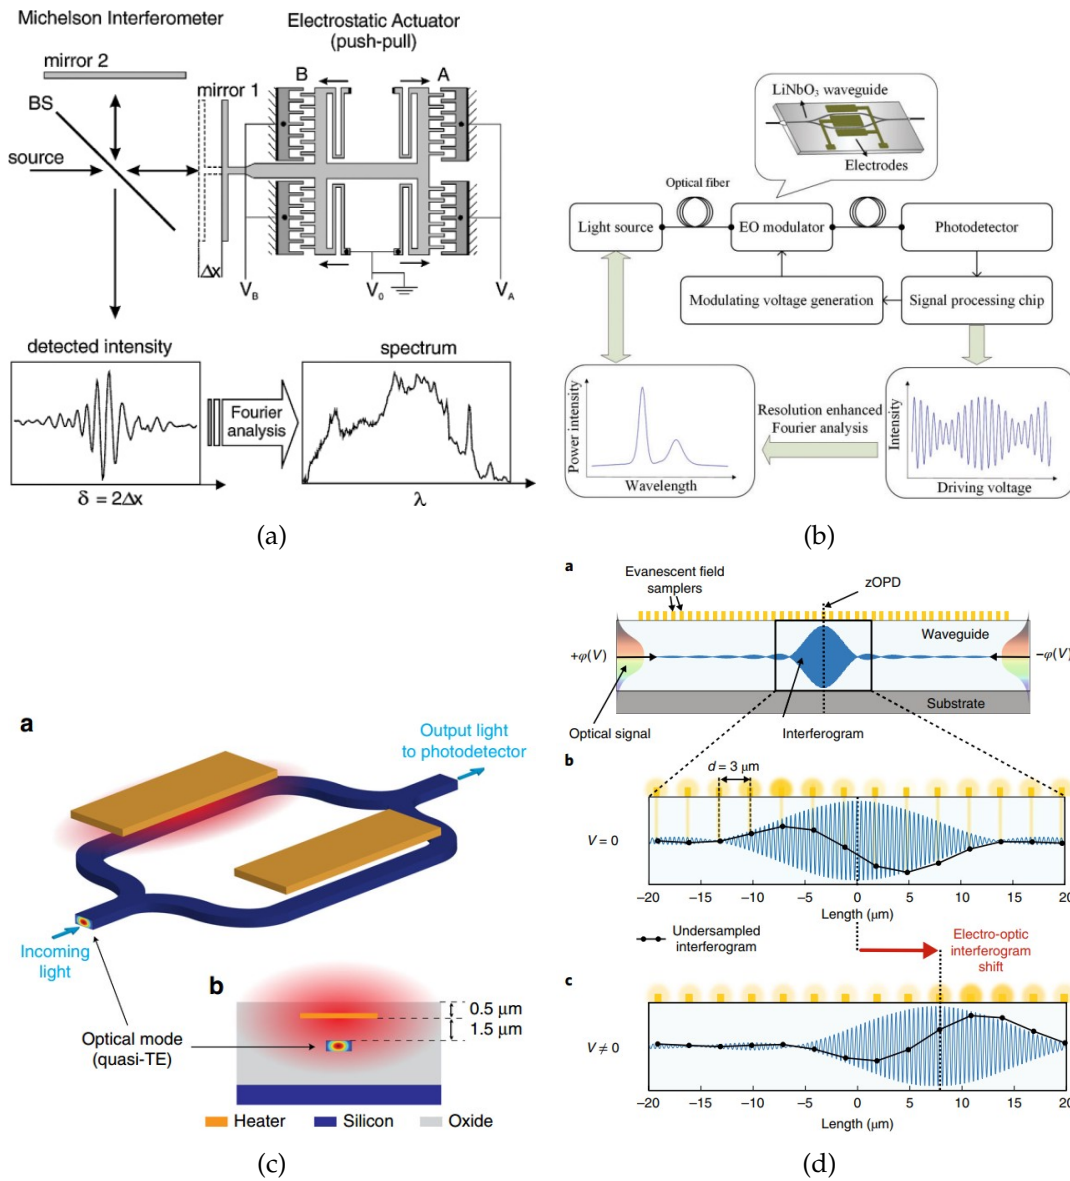 Michelson Interferometer
Electrostatic Actuator
(push-pull)
mirror 2
B
A
mirror 1
BS
source
Δx
V_B
V_0
V_A
detected intensity
spectrum
Fourier
analysis
δ = 2Δx
λ
(a)
LiNbO₃ waveguide
Electrodes
Optical fiber
Light source
EO modulator
Photodetector
Modulating voltage generation
Signal processing chip
Power intensity
Wavelength
Resolution enhanced
Fourier analysis
Intensity
Driving voltage
(b)
a
Output light
to photodetector
Incoming
light
b
0.5 μm
1.5 μm
Optical mode
(quasi-TE)
Heater
Silicon
Oxide
(c)
a
Evanescent field
samplers
zOPD
Waveguide
+φ(V)
−φ(V)
Substrate
Optical signal
Interferogram
b
d = 3 μm
V = 0
−20 −15 −10 −5 0 5 10 15 20
Length (μm)
Undersampled
interferogram
Electro-optic
interferogram
shift
c
V ≠ 0
−20 −15 −10 −5 0 5 10 15 20
Length (μm)
(d)